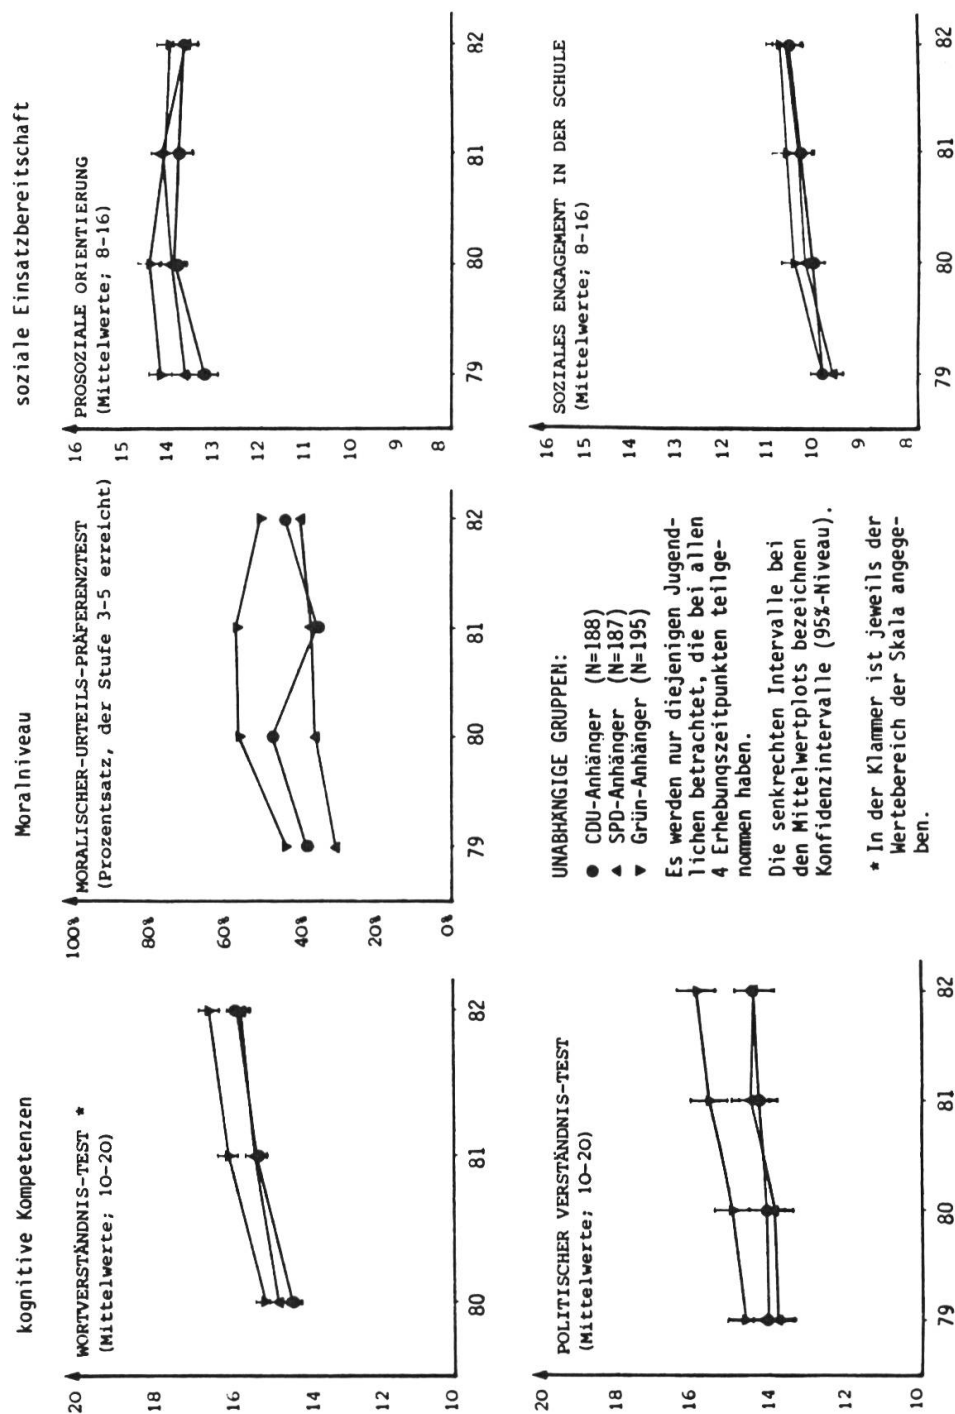 kognitive Kompetenzen
WORTVERSTÄNDNIS-TEST *
(Mittelwerte; 10-20)
20
18
16
14
12
10
80
81
82
Moralniveau
MORALISCHER-URTEILS-PRÄFERENZTEST
(Prozentsatz, der Stufe 3-5 erreicht)
100%
80%
60%
40%
20%
0%
79
80
81
82
soziale Einsatzbereitschaft
PROSOZIALE ORIENTIERUNG
(Mittelwerte; 8-16)
16
15
14
13
12
11
10
9
8
79
80
81
82
POLITISCHER VERSTÄNDNIS-TEST
(Mittelwerte; 10-20)
20
18
16
14
12
10
79
80
81
82
UNABHÄNGIGE GRUPPEN:
● CDU-Anhänger (N=188)
▲ SPD-Anhänger (N=187)
▼ Grün-Anhänger (N=195)
Es werden nur diejenigen Jugend-
lichen betrachtet, die bei allen
4 Erhebungszeitpunkten teilge-
nommen haben.
Die senkrechten Intervalle bei
den Mittelwertplots bezeichnen
Konfidenzintervalle (95%-Niveau).
* In der Klammer ist jeweils der
Wertebereich der Skala angege-
ben.
SOZIALES ENGAGEMENT IN DER SCHULE
(Mittelwerte; 8-16)
16
15
14
13
12
11
10
9
8
79
80
81
82